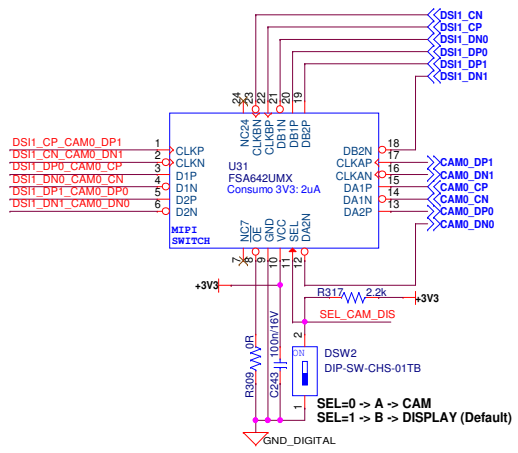 DSI1_CN
DSI1_CP
DSI1_DN0
DSI1_DP0
DSI1_DP1
DSI1_DN1
24
23
22
21
20
19
NC24
CLKBN
CLKBP
DB1N
DB1P
DB2P
DSI1_CP_CAM0_DP1 1 CLKP
DSI1_CN_CAM0_DN1 2 CLKN
DSI1_DP0_CAM0_CP 3 D1P
DSI1_DN0_CAM0_CN 4 D1N
DSI1_DP1_CAM0_DP0 5 D2P
DSI1_DN1_CAM0_DN0 6 D2N
U31
FSA642UMX
Consumo 3V3: 2uA
DB2N 18
CLKAP 17 CAM0_DP1
CLKAN 16 CAM0_DN1
DA1P 15 CAM0_CP
DA1N 14 CAM0_CN
DA2P 13 CAM0_DP0
CAM0_DN0
MIPI
SWITCH
NC7
OE
GND
VCC
SEL
DA2N
7
8
9
10
11
12
+3V3
R317 2.2k +3V3
SEL_CAM_DIS
R309 0R
C243 100n/16V
2
ON
DSW2
DIP-SW-CHS-01TB
1
SEL=0 -> A -> CAM
SEL=1 -> B -> DISPLAY (Default)
GND_DIGITAL